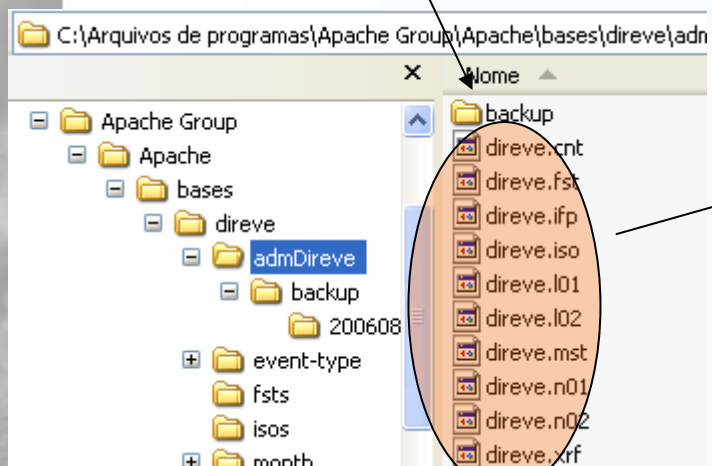 C:\Arquivos de programas\Apache Group\Apache\bases\direve\adm
Nome
Apache Group
Apache
bases
direve
admDireve
backup
200608
event-type
fsts
isos
month
backup
direve.cnt
direve.fst
direve.ifp
direve.iso
direve.l01
direve.l02
direve.mst
direve.n01
direve.n02
direve.xrf